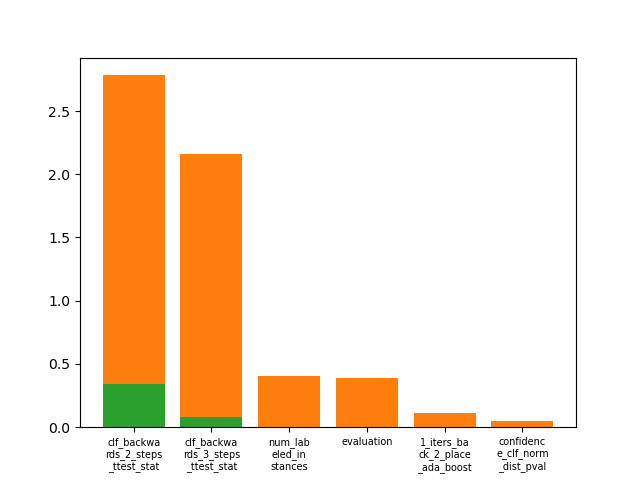 2.5
2.0
1.5
1.0
0.5
0.0
clf_backwa
rds_2_steps
_ttest_stat
clf_backwa
rds_3_steps
_ttest_stat
num_lab
eled_in
stances
evaluation
1_iters_ba
ck_2_place
_ada_boost
confidenc
e_clf_norm
_dist_pval